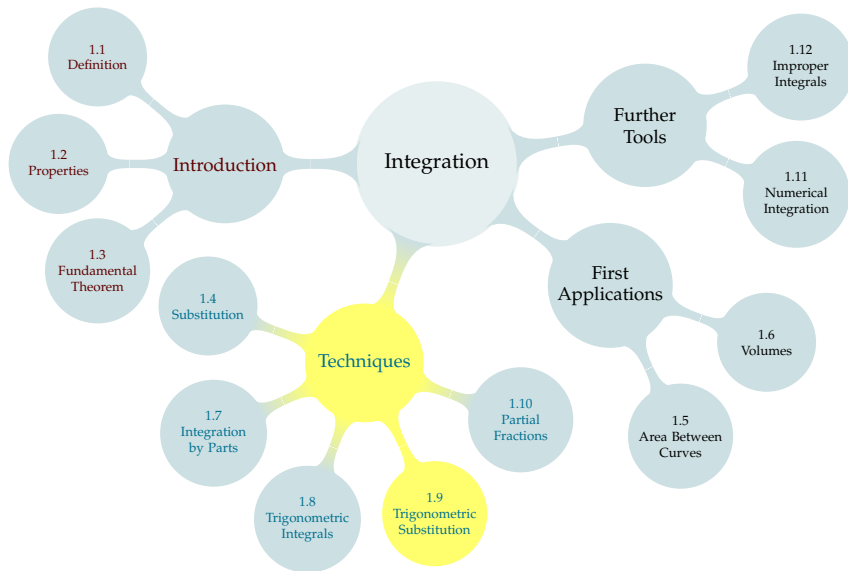 Integration
Introduction
1.1
Definition
1.2
Properties
1.3
Fundamental
Theorem
Techniques
1.4
Substitution
1.7
Integration
by Parts
1.8
Trigonometric
Integrals
1.9
Trigonometric
Substitution
1.10
Partial
Fractions
First
Applications
1.5
Area Between
Curves
1.6
Volumes
Further
Tools
1.11
Numerical
Integration
1.12
Improper
Integrals